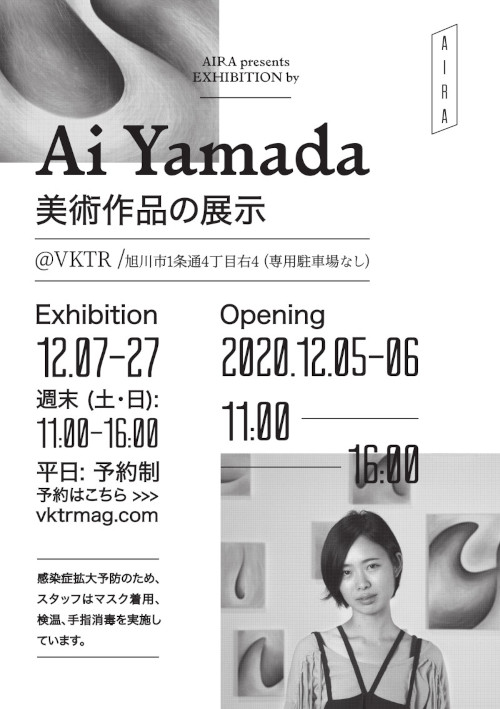 AIRA presents
EXHIBITION by
AIRA
Ai Yamada
美術作品の展示
@VKTR /旭川市1条通4丁目右4 (専用駐車場なし)
Exhibition
12.07-27
週末 (土・日):
11:00-16:00
平日: 予約制
予約はこちら >>>
vktrmag.com
Opening
2020.12.05-06
11:00
16:00
感染症拡大予防のため、
スタッフはマスク着用、
検温、手指消毒を実施し
ています。